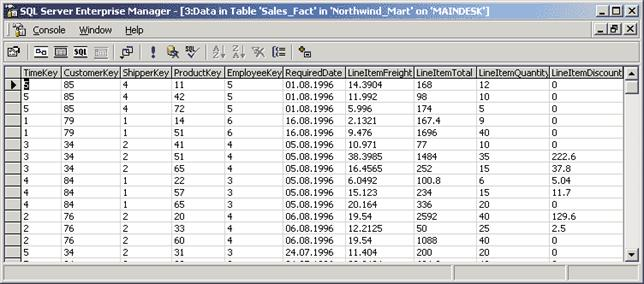 SQL Server Enterprise Manager - [3:Data in Table 'Sales_Fact' in 'Northwind_Mart' on 'MAINDESK']
Console Window Help
SQL
TimeKey CustomerKey ShipperKey ProductKey EmployeeKey RequiredDate LineItemFreight LineItemTotal LineItemQuantity LineItemDiscount
5 85 4 11 5 01.08.1996 14.3904 168 12 0
5 85 4 42 5 01.08.1996 11.992 98 10 0
5 85 4 72 5 01.08.1996 5.996 174 5 0
1 79 1 14 6 16.08.1996 2.1321 167.4 9 0
1 79 1 51 6 16.08.1996 9.476 1696 40 0
3 34 2 41 4 05.08.1996 10.971 77 10 0
3 34 2 51 4 05.08.1996 38.3985 1484 35 222.6
3 34 2 65 4 05.08.1996 16.4565 252 15 37.8
4 84 1 22 3 05.08.1996 6.0492 100.8 6 5.04
4 84 1 57 3 05.08.1996 15.123 234 15 11.7
4 84 1 65 3 05.08.1996 20.164 336 20 0
2 76 2 20 4 06.08.1996 19.54 2592 40 129.6
2 76 2 33 4 06.08.1996 12.2125 50 25 2.5
2 76 2 60 4 06.08.1996 19.54 1088 40 0
5 34 2 31 3 24.07.1996 11.404 200 20 0